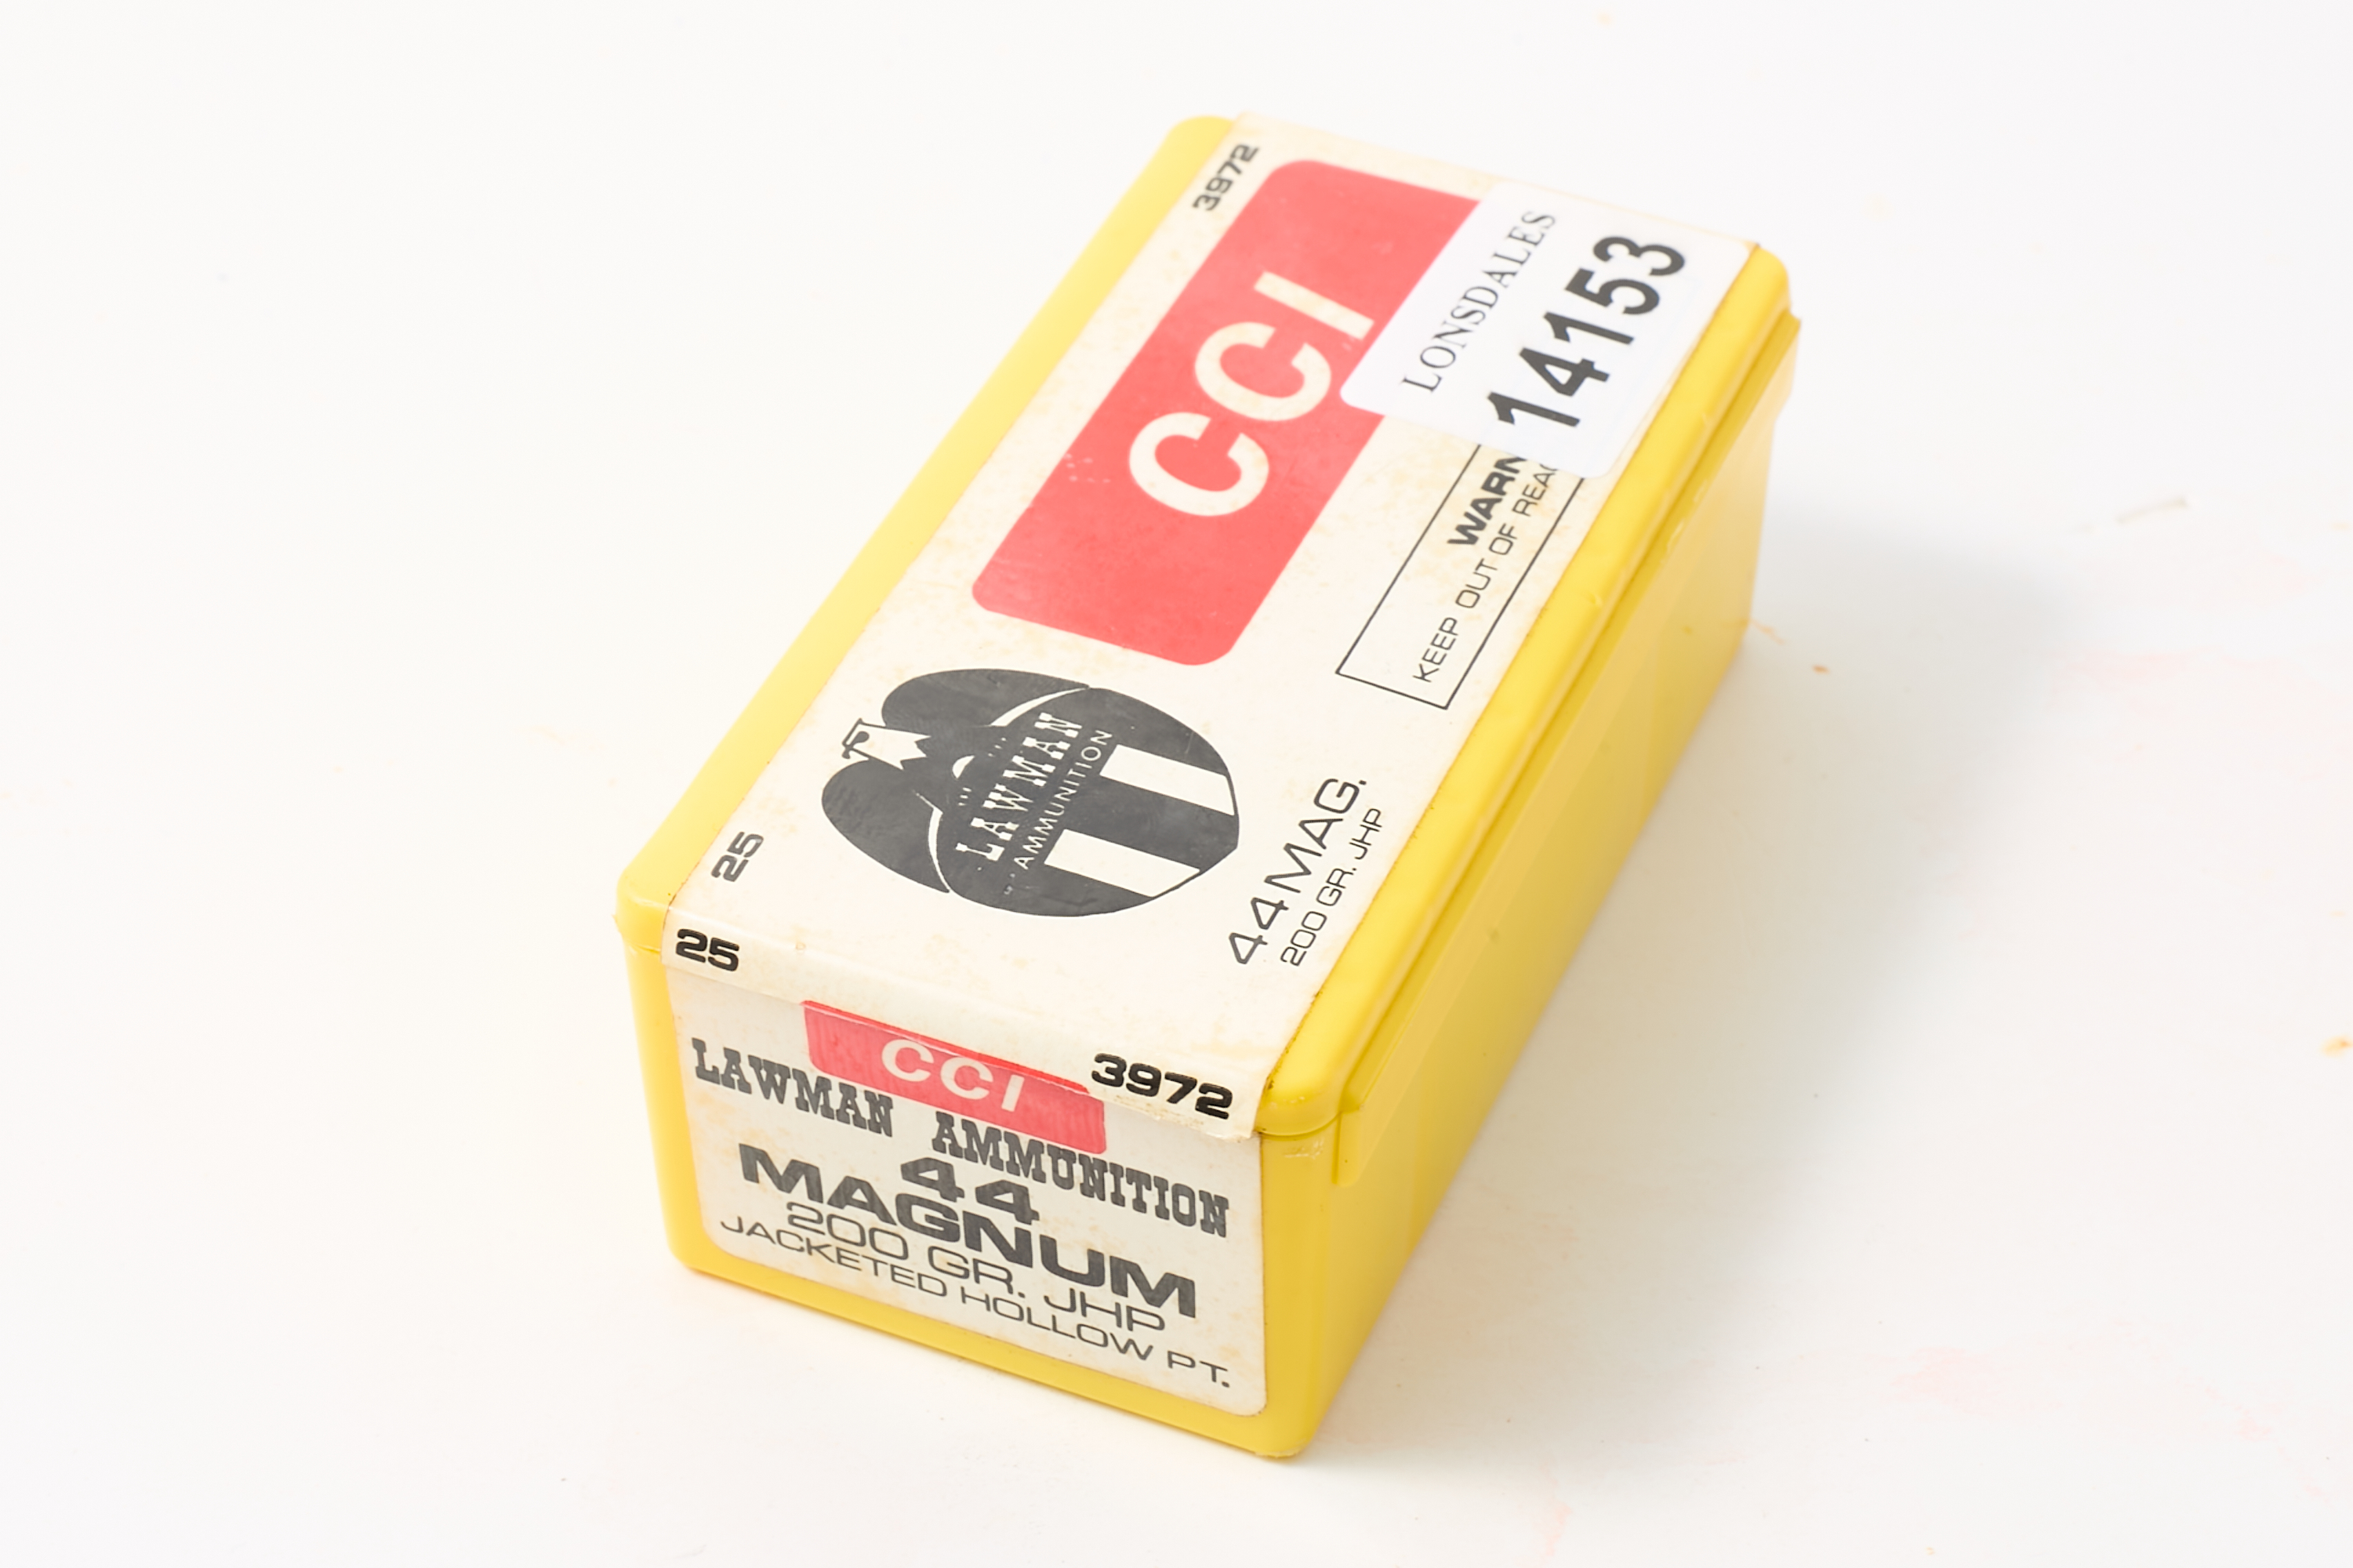 3972
CCI
LONSDALES
14153
WARN
KEEP OUT OF REAC
LAWMAN
AMMUNITION
25
44 MAG.
200 GR. JHP
25
3972
CCI
LAWMAN AMMUNITION
44
MAGNUM
200 GR. JHP
JACKETED HOLLOW PT.